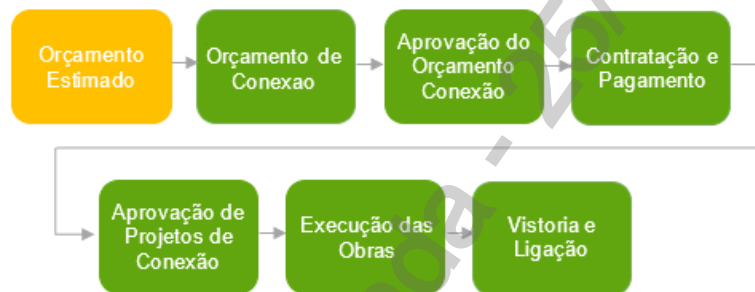 Orçamento
Estimado
Orçamento de
Conexao
Aprovação do
Orçamento
Conexão
Contratação e
Pagamento
Aprovação de
Projetos de
Conexão
Execução das
Obras
Vistoria e
Ligação